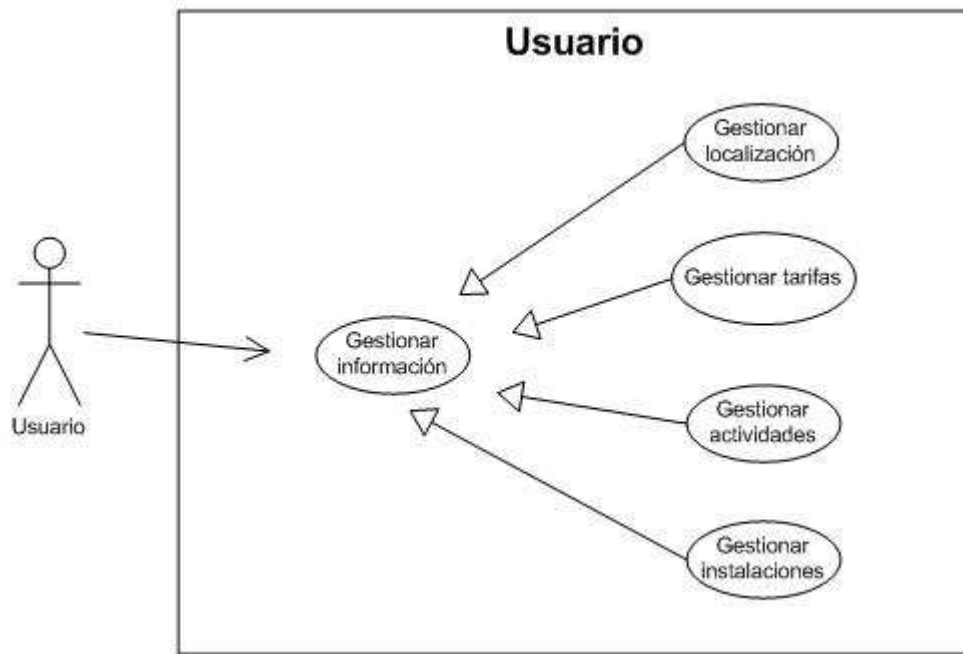 Usuario
Gestionar
localización
Gestionar tarifas
Gestionar
información
Gestionar
actividades
Usuario
Gestionar
instalaciones